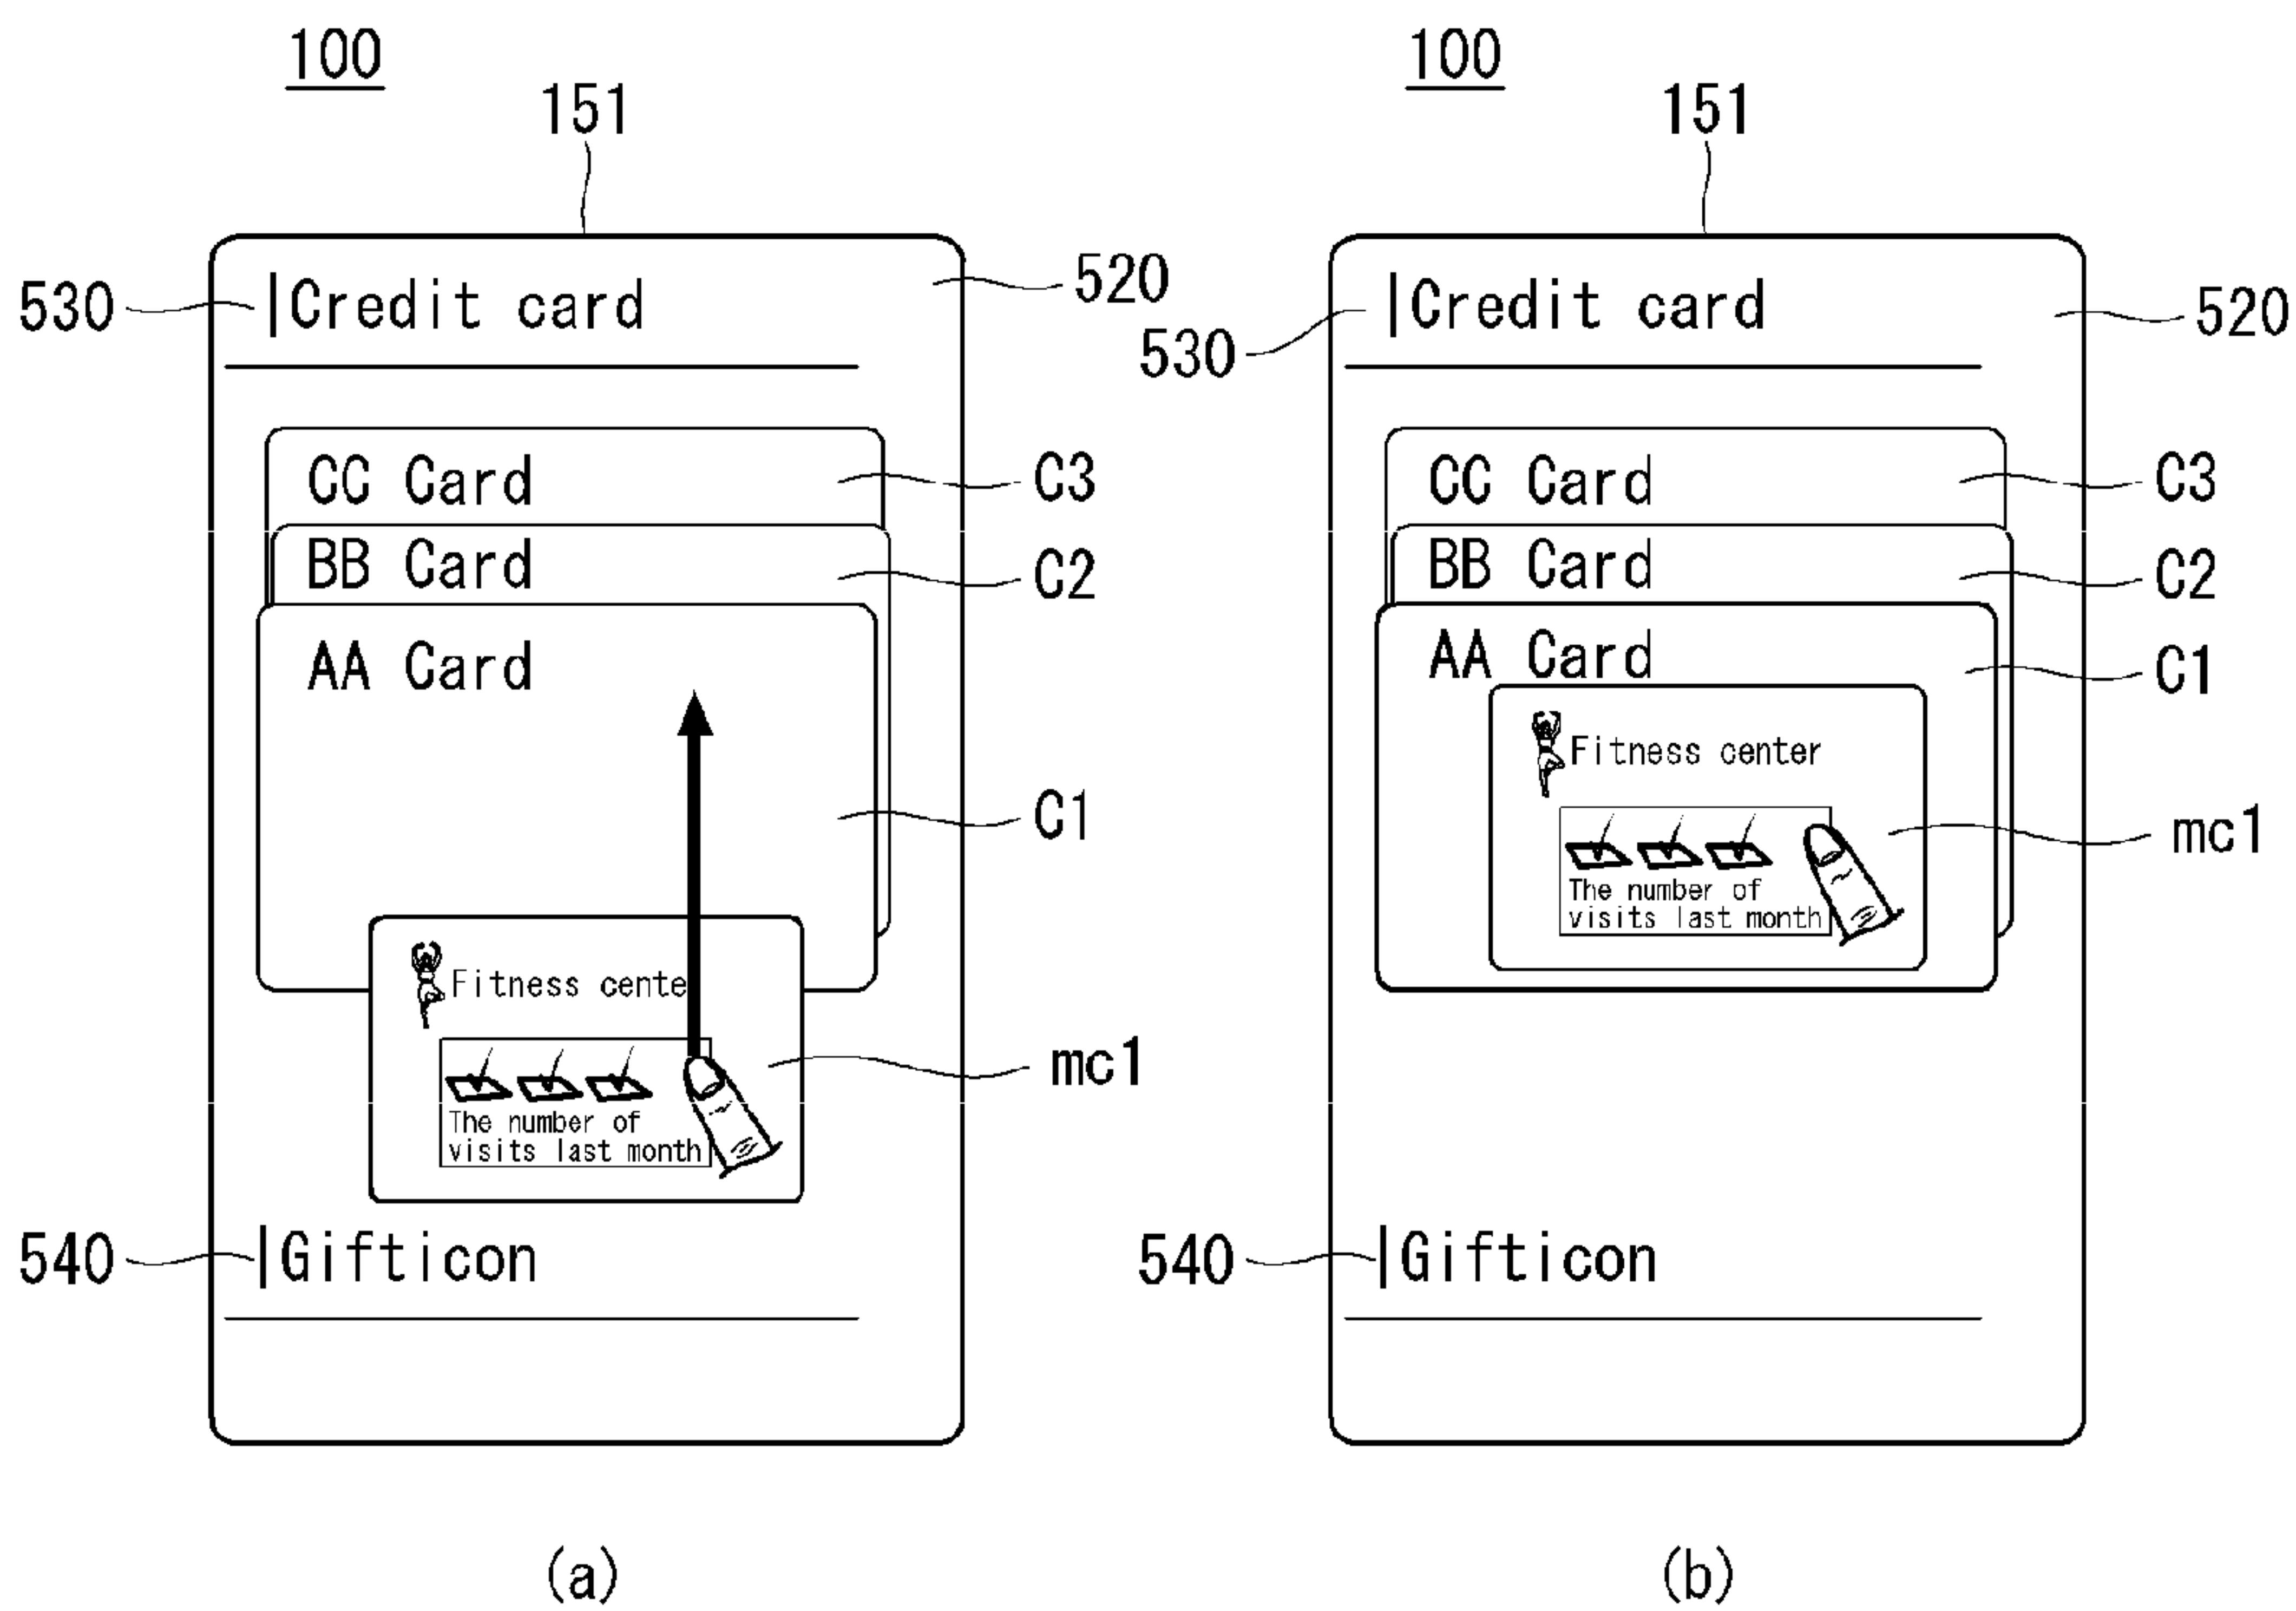 100
151
530
|Credit card
520
CC Card
C3
BB Card
C2
AA Card
C1
Fitness cente
mc1
The number of
visits last month
540
|Gifticon
(a)
100
151
530
|Credit card
520
CC Card
C3
BB Card
C2
AA Card
C1
Fitness center
mc1
The number of
visits last month
540
|Gifticon
(b)